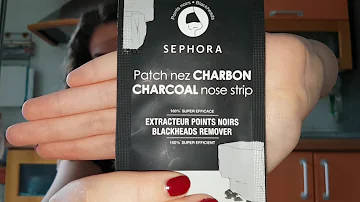 Points noirs • Blackheads
SEPHORA
Patch nez CHARBON
CHARCOAL nose strip
100% SUPER EFFICACE
EXTRACTEUR POINTS NOIRS
BLACKHEADS REMOVER
100% SUPER EFFICIENT